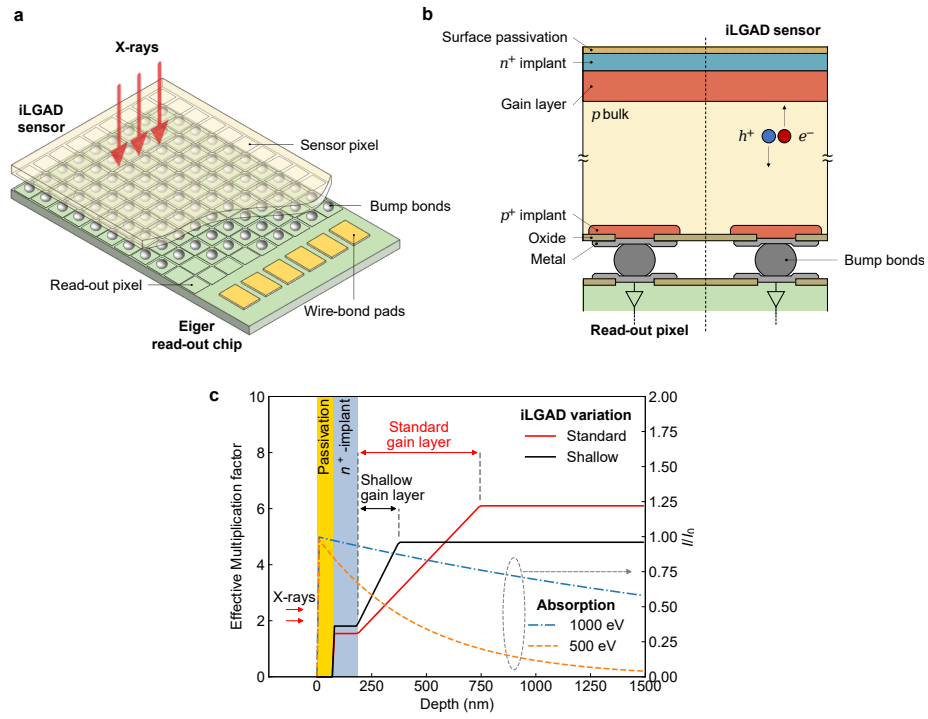 a
X-rays
iLGAD
sensor
Sensor pixel
Bump bonds
Read-out pixel
Wire-bond pads
Eiger
read-out chip
b
iLGAD sensor
Surface passivation
n+ implant
Gain layer
p bulk
h+
e−
p+ implant
Oxide
Metal
Bump bonds
Read-out pixel
c
Effective Multiplication factor
10
8
6
4
2
0
Passivation
n+ -implant
Standard
gain layer
Shallow
gain layer
X-rays
iLGAD variation
Standard
Shallow
Absorption
1000 eV
500 eV
2.00
1.75
1.50
1.25
1.00
0.75
0.50
0.25
0.00
I/I0
0
250
500
750
1000
1250
1500
Depth (nm)